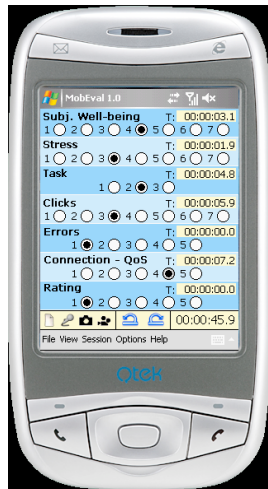 MobEval 1.0
Subj. Well-being T: 00:00:03.1
1 2 3 4 5 6 7
Stress T: 00:00:01.9
1 2 3 4 5 6 7
Task T: 00:00:04.8
1 2 3
Clicks T: 00:00:05.9
1 2 3 4 5 6 7
Errors T: 00:00:00.0
1 2 3 4 5
Connection - QoS T: 00:00:07.2
1 2 3 4 5
Rating T: 00:00:00.0
1 2 3 4 5
00:00:45.9
File View Session Options Help
Qtek